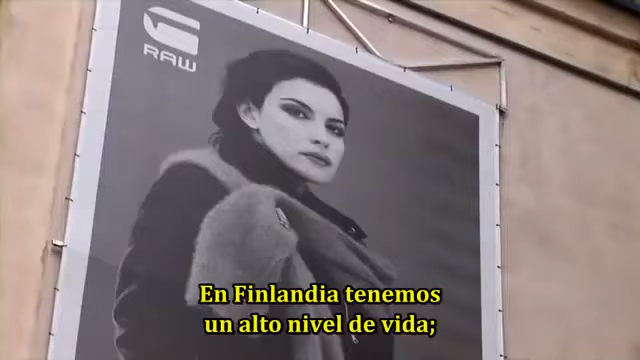 RAW
En Finlandia tenemos
un alto nivel de vida;